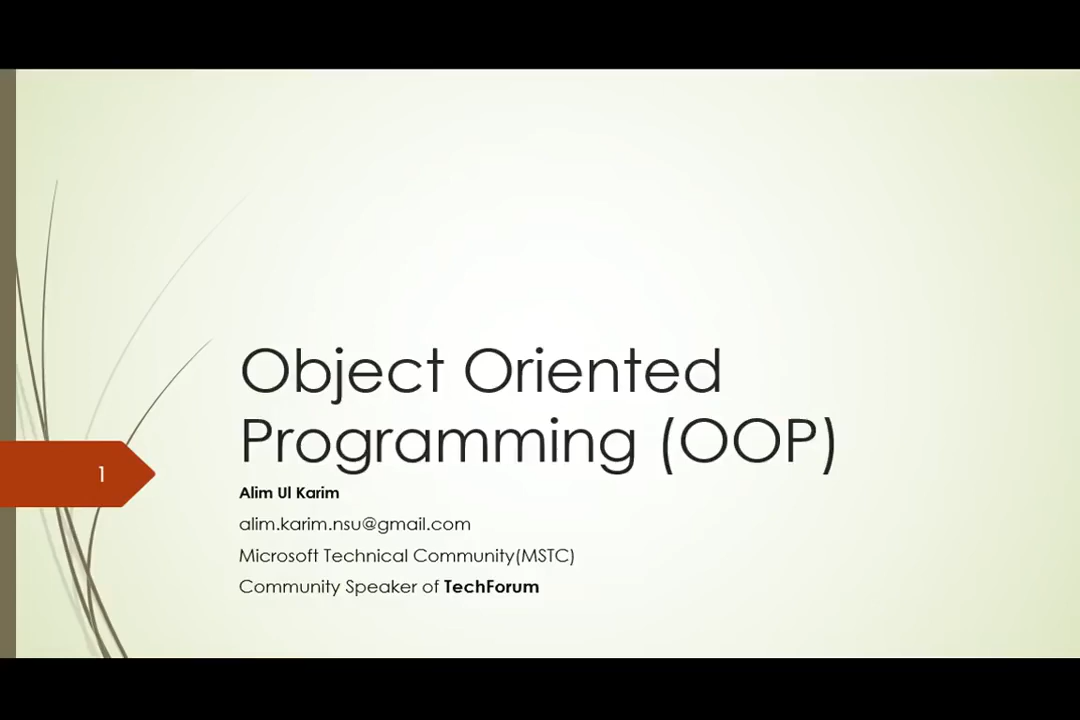 Object Oriented
Programming (OOP)
1
Alim Ul Karim
alim.karim.nsu@gmail.com
Microsoft Technical Community(MSTC)
Community Speaker of TechForum